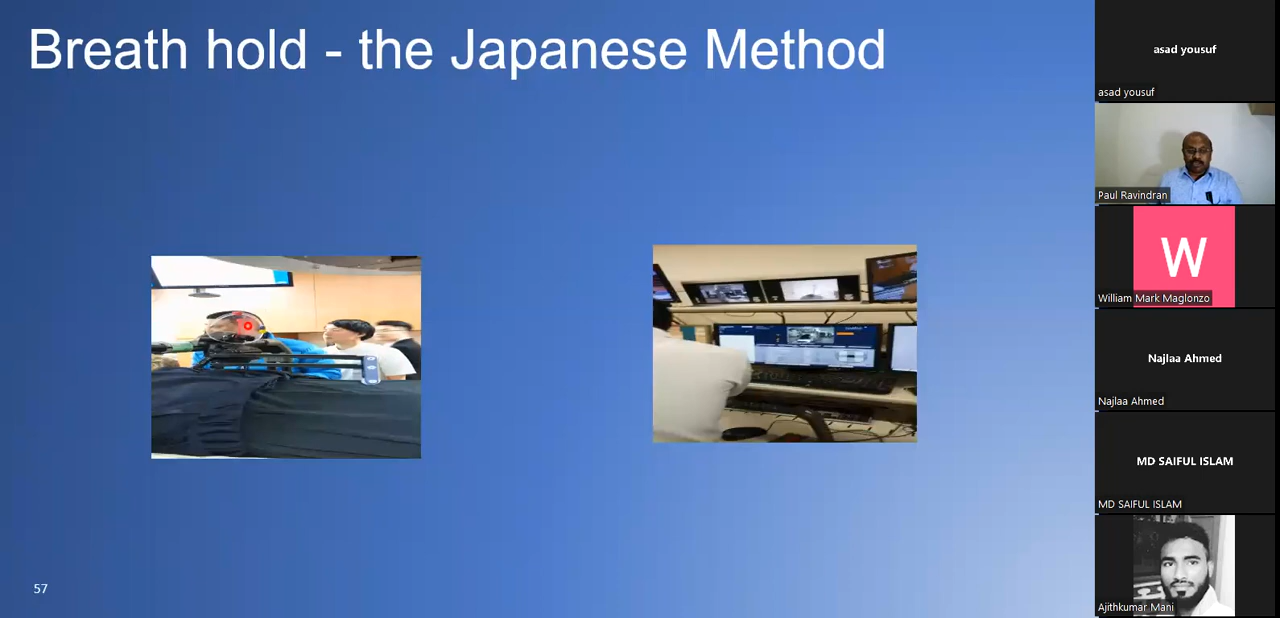 Breath hold - the Japanese Method
57
asad yousuf
asad yousuf
Paul Ravindran
W
William Mark Maglonzo
Najlaa Ahmed
Najlaa Ahmed
MD SAIFUL ISLAM
MD SAIFUL ISLAM
Ajithkumar Mani